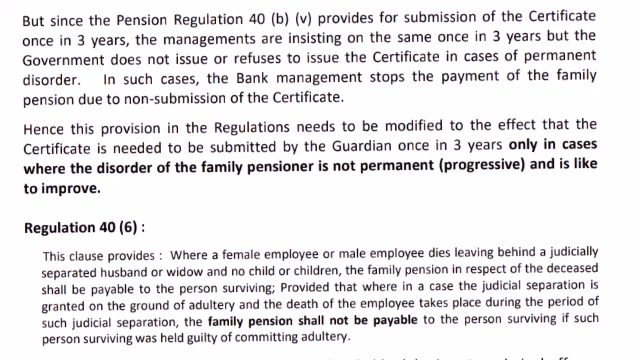 But since the Pension Regulation 40 (b) (v) provides for submission of the Certificate
once in 3 years, the managements are insisting on the same once in 3 years but the
Government does not issue or refuses to issue the Certificate in cases of permanent
disorder. In such cases, the Bank management stops the payment of the family
pension due to non-submission of the Certificate.
Hence this provision in the Regulations needs to be modified to the effect that the
Certificate is needed to be submitted by the Guardian once in 3 years only in cases
where the disorder of the family pensioner is not permanent (progressive) and is like
to improve.
Regulation 40 (6) :
This clause provides : Where a female employee or male employee dies leaving behind a judicially
separated husband or widow and no child or children, the family pension in respect of the deceased
shall be payable to the person surviving; Provided that where in a case the judicial separation is
granted on the ground of adultery and the death of the employee takes place during the period of
such judicial separation, the family pension shall not be payable to the person surviving if such
person surviving was held guilty of committing adultery.